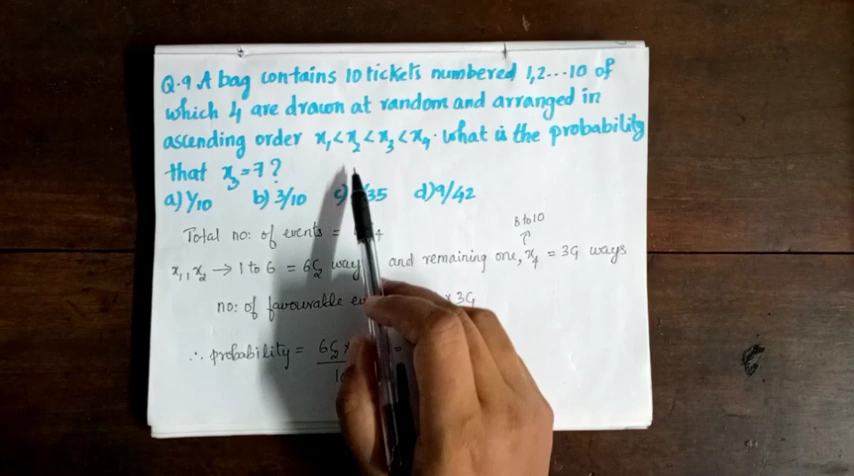 Q.9 A bag contains 10 tickets numbered 1,2...10 of
which 4 are drawn at random and arranged in
ascending order x₁<x₂<x₃<x₄. What is the probability
that x₃=7?
a) 1/10 b) 3/10 c) /35 d) 9/42
8 to 10
↑
Total no: of events =
x₁, x₂ → 1 to 6 = 6C₂ way and remaining one, x₄ = 3C₁ ways
no: of favourable × 3C₁
∴ probability = 6C₂ =